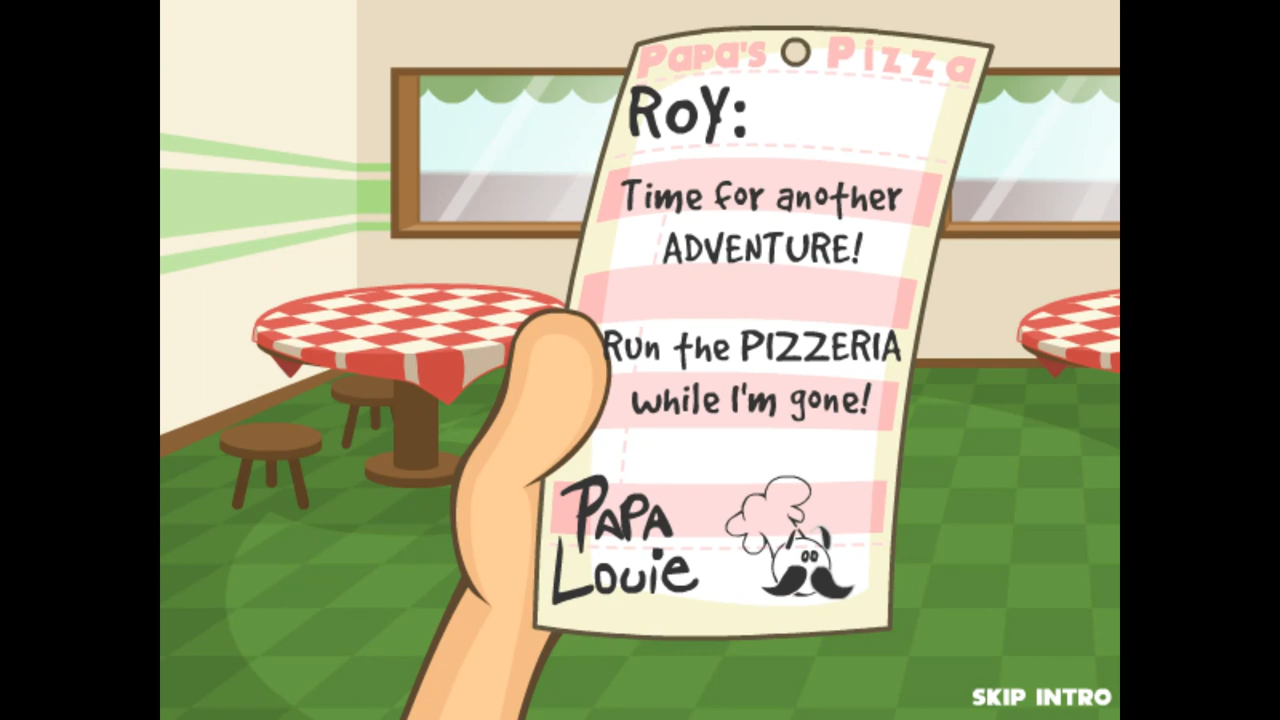 Papa's Pizza
ROY:
Time for another
ADVENTURE!
Run the PIZZERIA
while I'm gone!
PAPA
Louie
SKIP INTRO